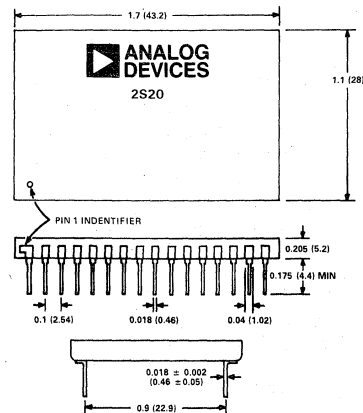 1.7 (43.2)
ANALOG
DEVICES
2S20
1.1 (28)
PIN 1 INDENTIFIER
0.205 (5.2)
0.175 (4.4) MIN
0.1 (2.54)
0.018 (0.46)
0.04 (1.02)
0.018 ± 0.002
(0.46 ± 0.05)
0.9 (22.9)